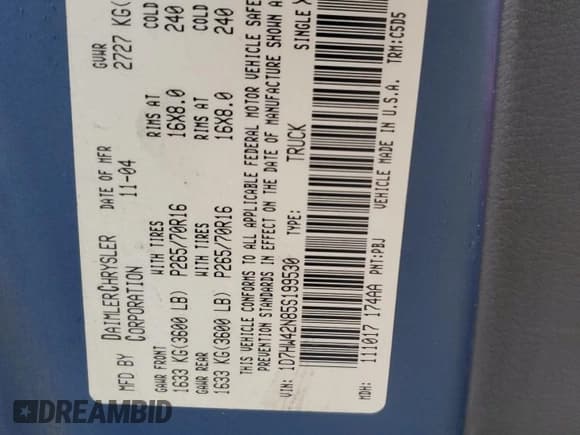 MFD BY DAIMLERCHRYSLER CORPORATION
DATE OF MFR 11-04
GVWR 2727 KG(
GAWR FRONT WITH TIRES RIMS AT COLD
1633 KG(3600 LB) P265/70R16 16X8.0 240
GAWR REAR WITH TIRES RIMS AT COLD
1633 KG(3600 LB) P265/70R16 16X8.0 240
THIS VEHICLE CONFORMS TO ALL APPLICABLE FEDERAL MOTOR VEHICLE SAFE
PREVENTION STANDARDS IN EFFECT ON THE DATE OF MANUFACTURE SHOWN A
VIN: 1D7HW42N85S199530 TYPE: TRUCK SINGLE X
MDH: 111017 174AA PNT:PBJ VEHICLE MADE IN U.S.A. TRM:C5D5
DREAMBID